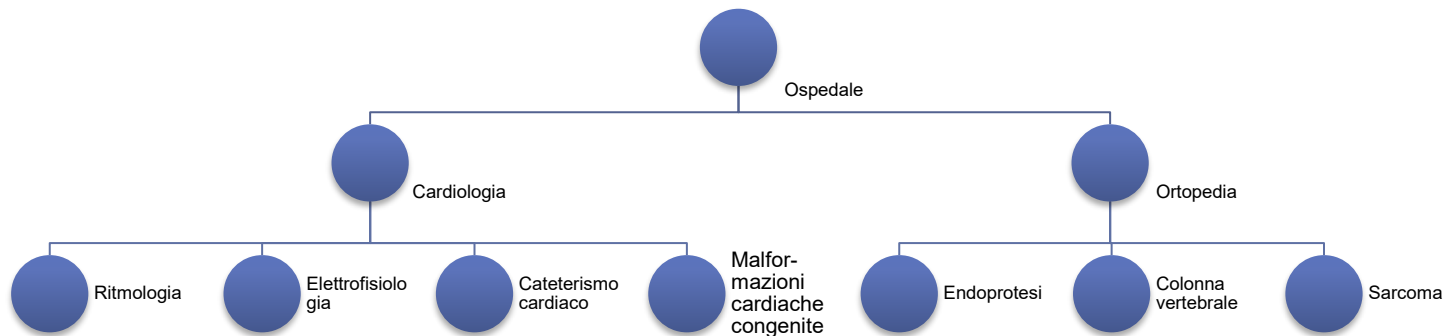 Ospedale
Cardiologia
Ortopedia
Ritmologia
Elettrofisiolo
gia
Cateterismo
cardiaco
Malfor-
mazioni
cardiache
congenite
Endoprotesi
Colonna
vertebrale
Sarcoma